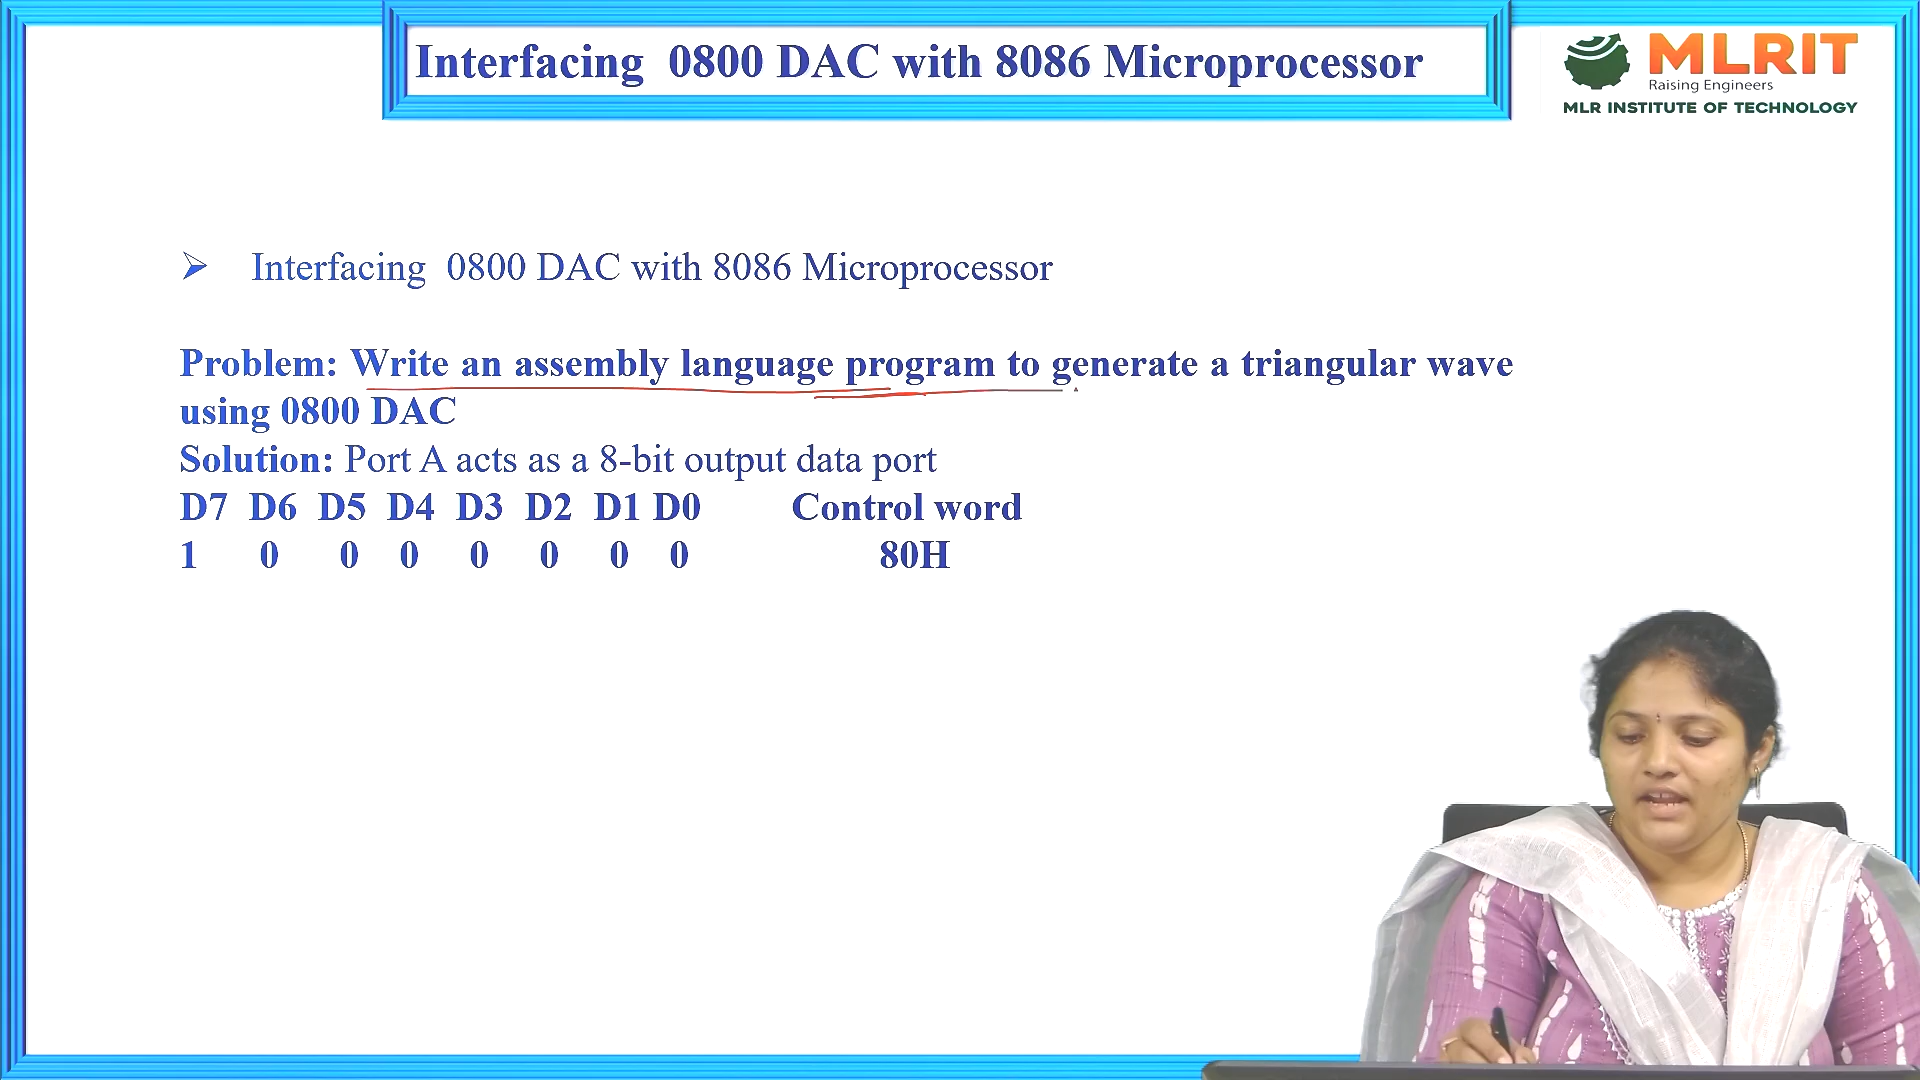 Interfacing 0800 DAC with 8086 Microprocessor
MLRIT
Raising Engineers
MLR INSTITUTE OF TECHNOLOGY
➢ Interfacing 0800 DAC with 8086 Microprocessor
Problem: Write an assembly language program to generate a triangular wave
using 0800 DAC
Solution: Port A acts as a 8-bit output data port
D7 D6 D5 D4 D3 D2 D1 D0 Control word
1 0 0 0 0 0 0 0 80H